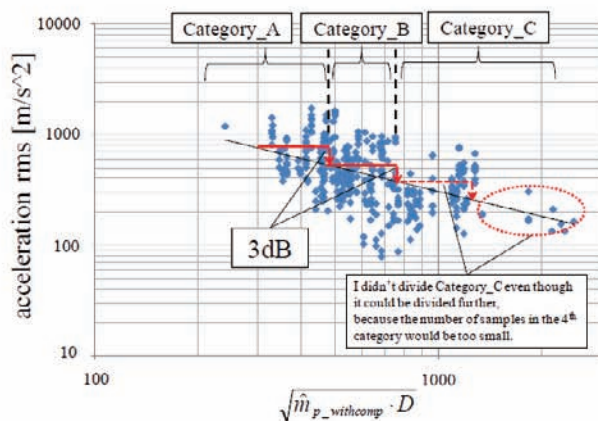 Category_A
Category_B
Category_C
10000
1000
100
10
acceleration rms [m/s^2]
3dB
I didn't divide Category_C even though
it could be divided further,
because the number of samples in the 4th
category would be too small.
100
1000
√m̂p_withcomp · D